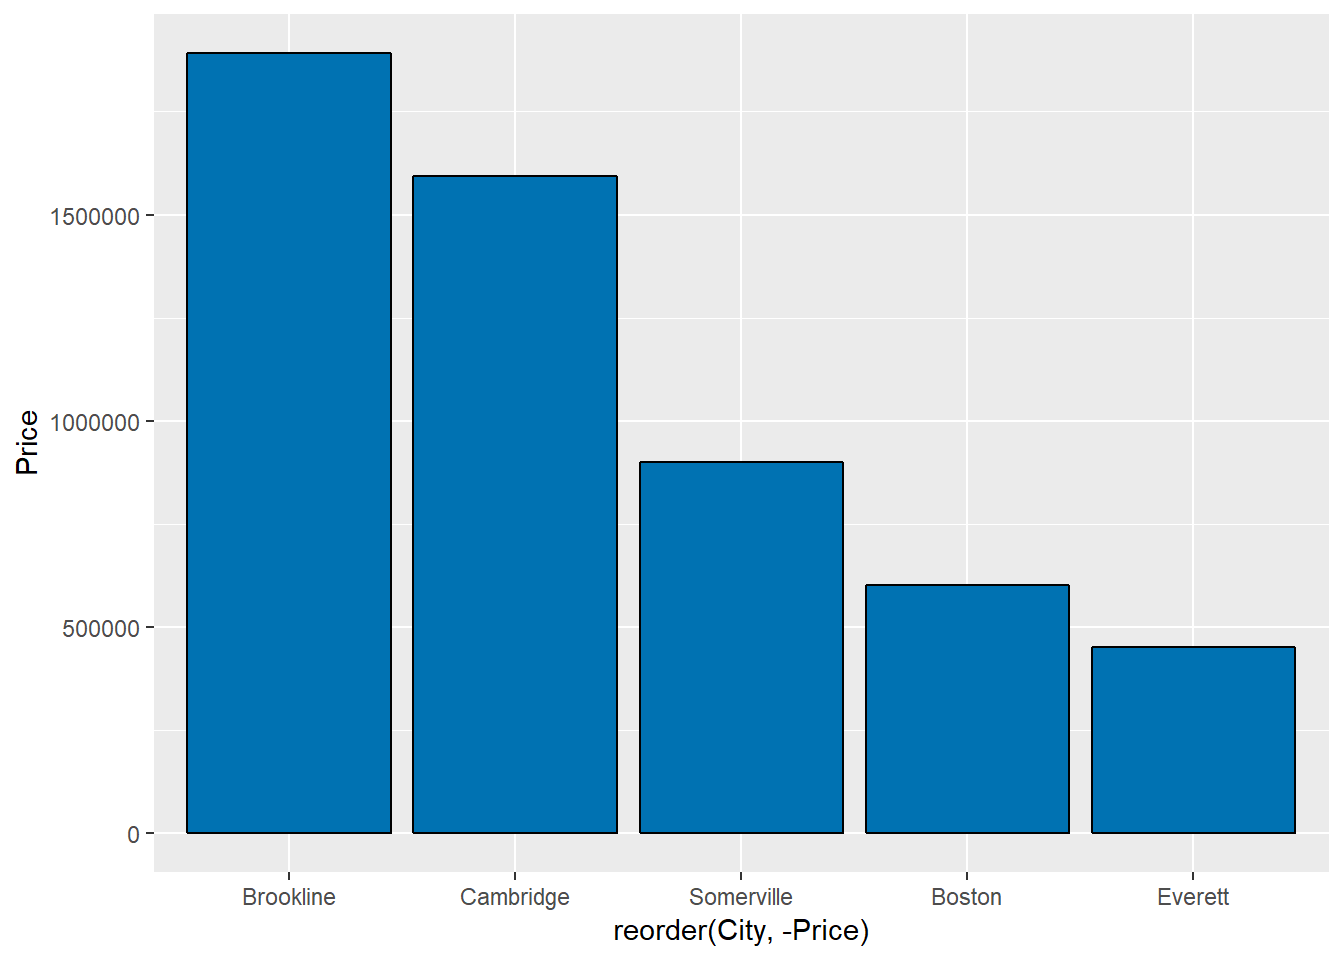 Price
1500000
1000000
500000
0
Brookline Cambridge Somerville Boston Everett
reorder(City, -Price)